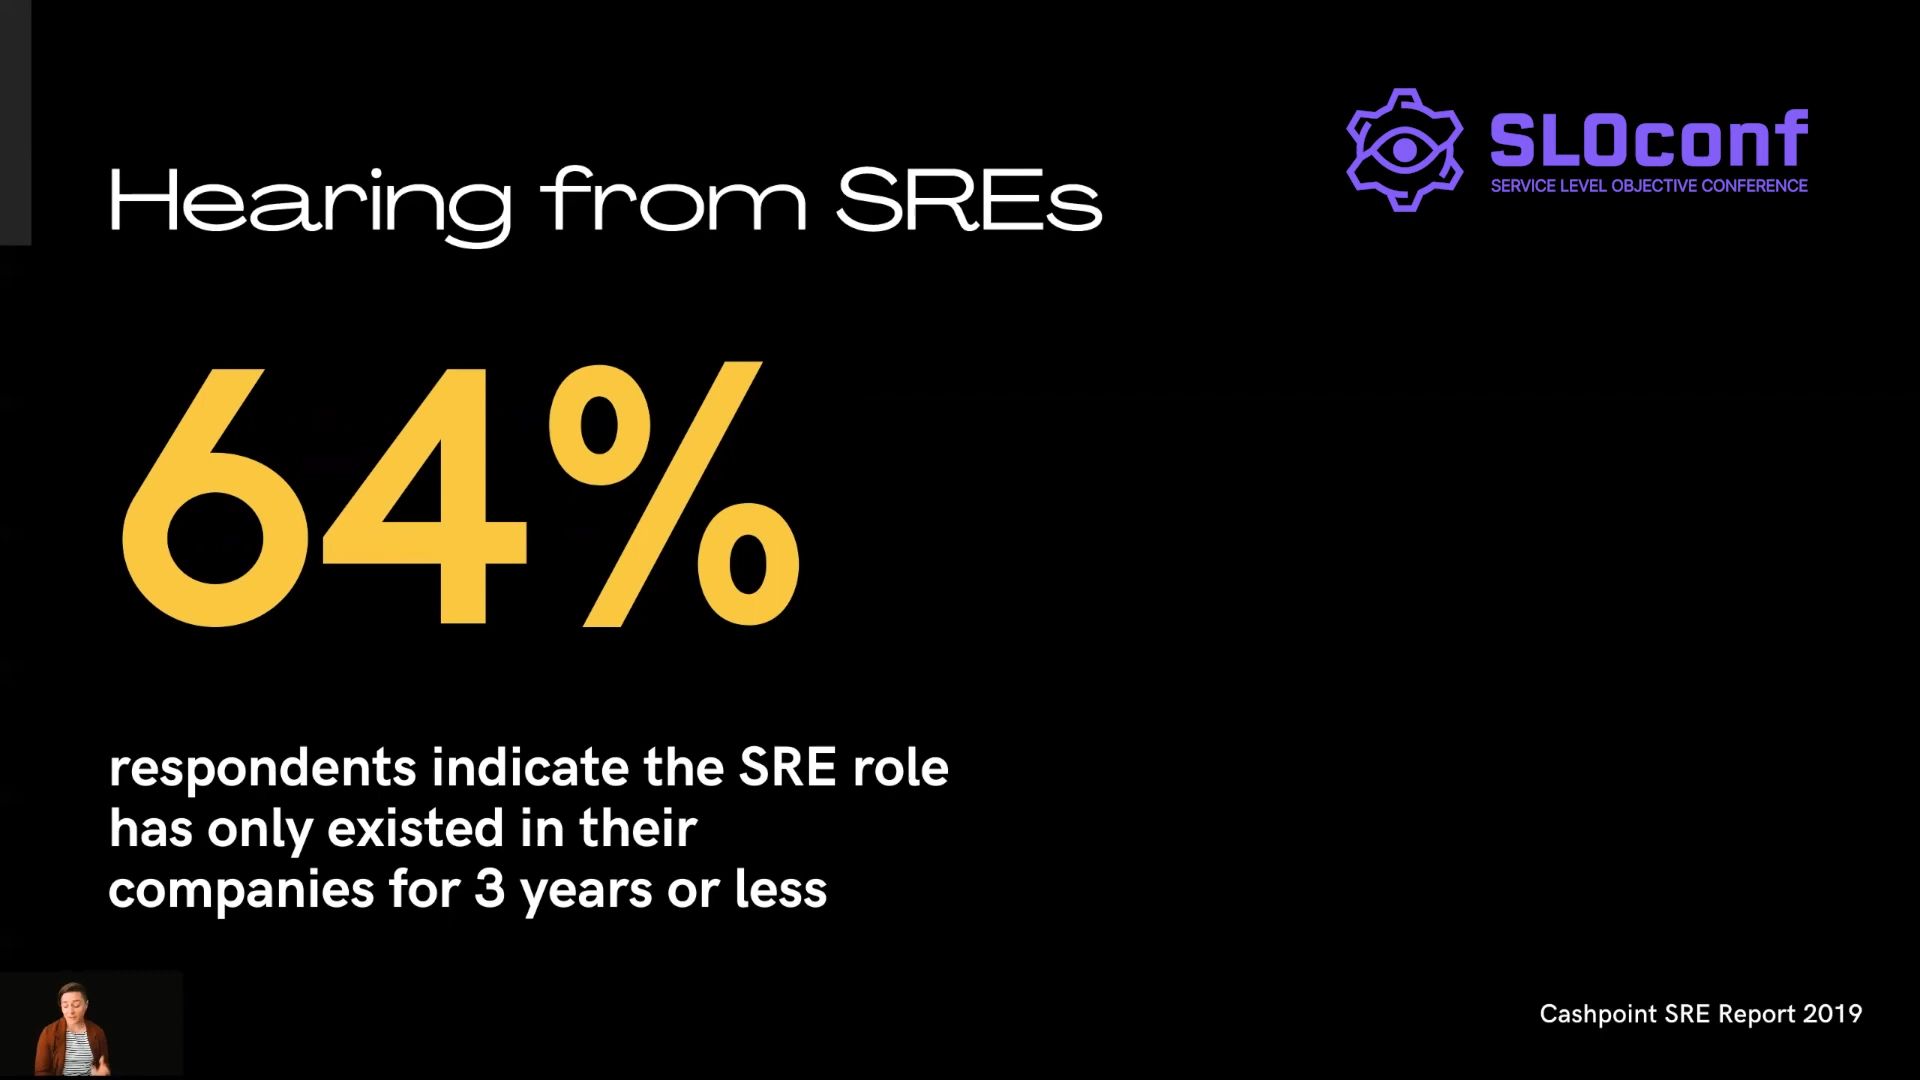 SLOconf
SERVICE LEVEL OBJECTIVE CONFERENCE
Hearing from SREs
64%
respondents indicate the SRE role
has only existed in their
companies for 3 years or less
Cashpoint SRE Report 2019